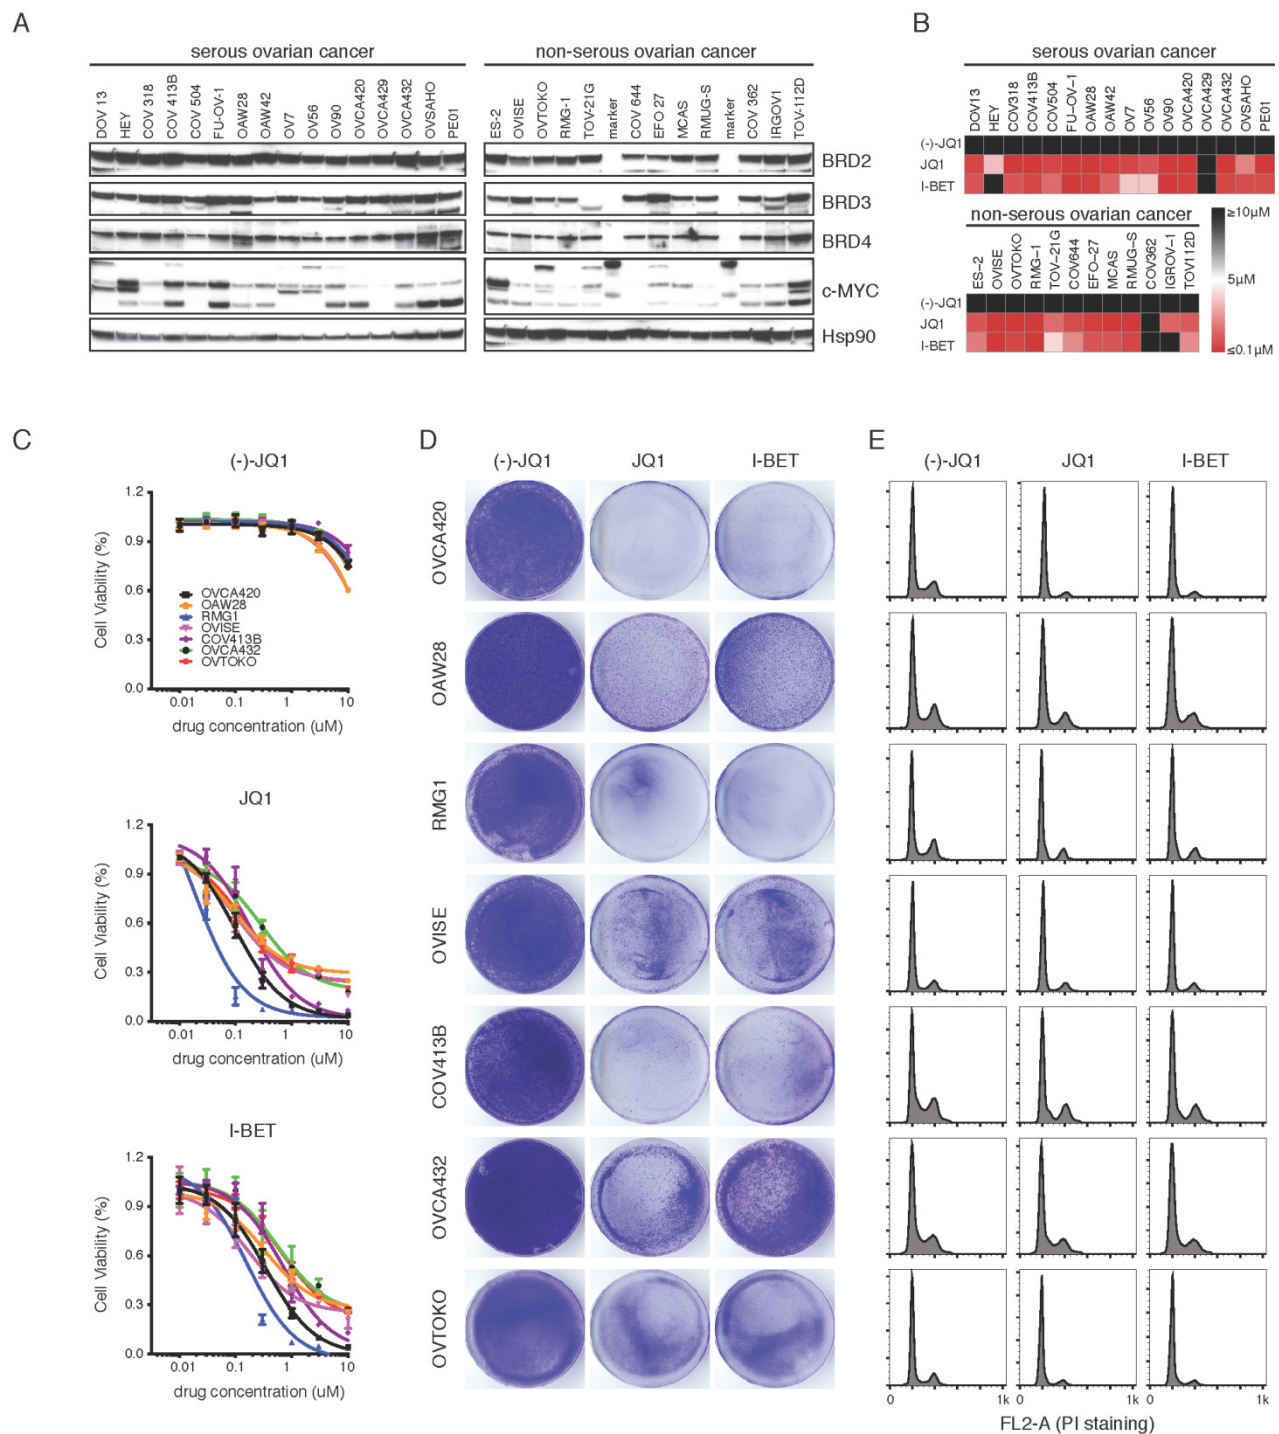 A
serous ovarian cancer
non-serous ovarian cancer
DOV 13
HEY
COV 318
COV 413B
COV 504
FU-OV-1
OAW28
OAW42
OV7
OV56
OV90
OVCA420
OVCA429
OVCA432
OVSAHO
PE01
ES-2
OVISE
OVTOKO
RMG-1
TOV-21G
marker
COV 644
EFO 27
MCAS
RMUG-S
marker
COV 362
IRGOV1
TOV-112D
BRD2
BRD3
BRD4
c-MYC
Hsp90
B
serous ovarian cancer
DOV13
HEY
COV318
COV413B
COV504
FU-OV-1
OAW28
OAW42
OV7
OV56
OV90
OVCA420
OVCA429
OVCA432
OVSAHO
PE01
(-)-JQ1
JQ1
I-BET
non-serous ovarian cancer
ES-2
OVISE
OVTOKO
RMG-1
TOV-21G
COV644
EFO-27
MCAS
RMUG-S
COV362
IGROV-1
TOV112D
(-)-JQ1
JQ1
I-BET
≥10μM
5μM
≤0.1μM
C
(-)-JQ1
Cell Viability (%)
1.2
0.9
0.6
0.3
0.0
OVCA420
OAW28
RMG1
OVISE
COV413B
OVCA432
OVTOKO
0.01 0.1 1 10
drug concentration (uM)
JQ1
Cell Viability (%)
1.2
0.9
0.6
0.3
0.0
0.01 0.1 1 10
drug concentration (uM)
I-BET
Cell Viability (%)
1.2
0.9
0.6
0.3
0.0
0.01 0.1 1 10
drug concentration (uM)
D
(-)-JQ1 JQ1 I-BET
OVCA420
OAW28
RMG1
OVISE
COV413B
OVCA432
OVTOKO
E
(-)-JQ1 JQ1 I-BET
0 1k 0 1k 0 1k
FL2-A (PI staining)